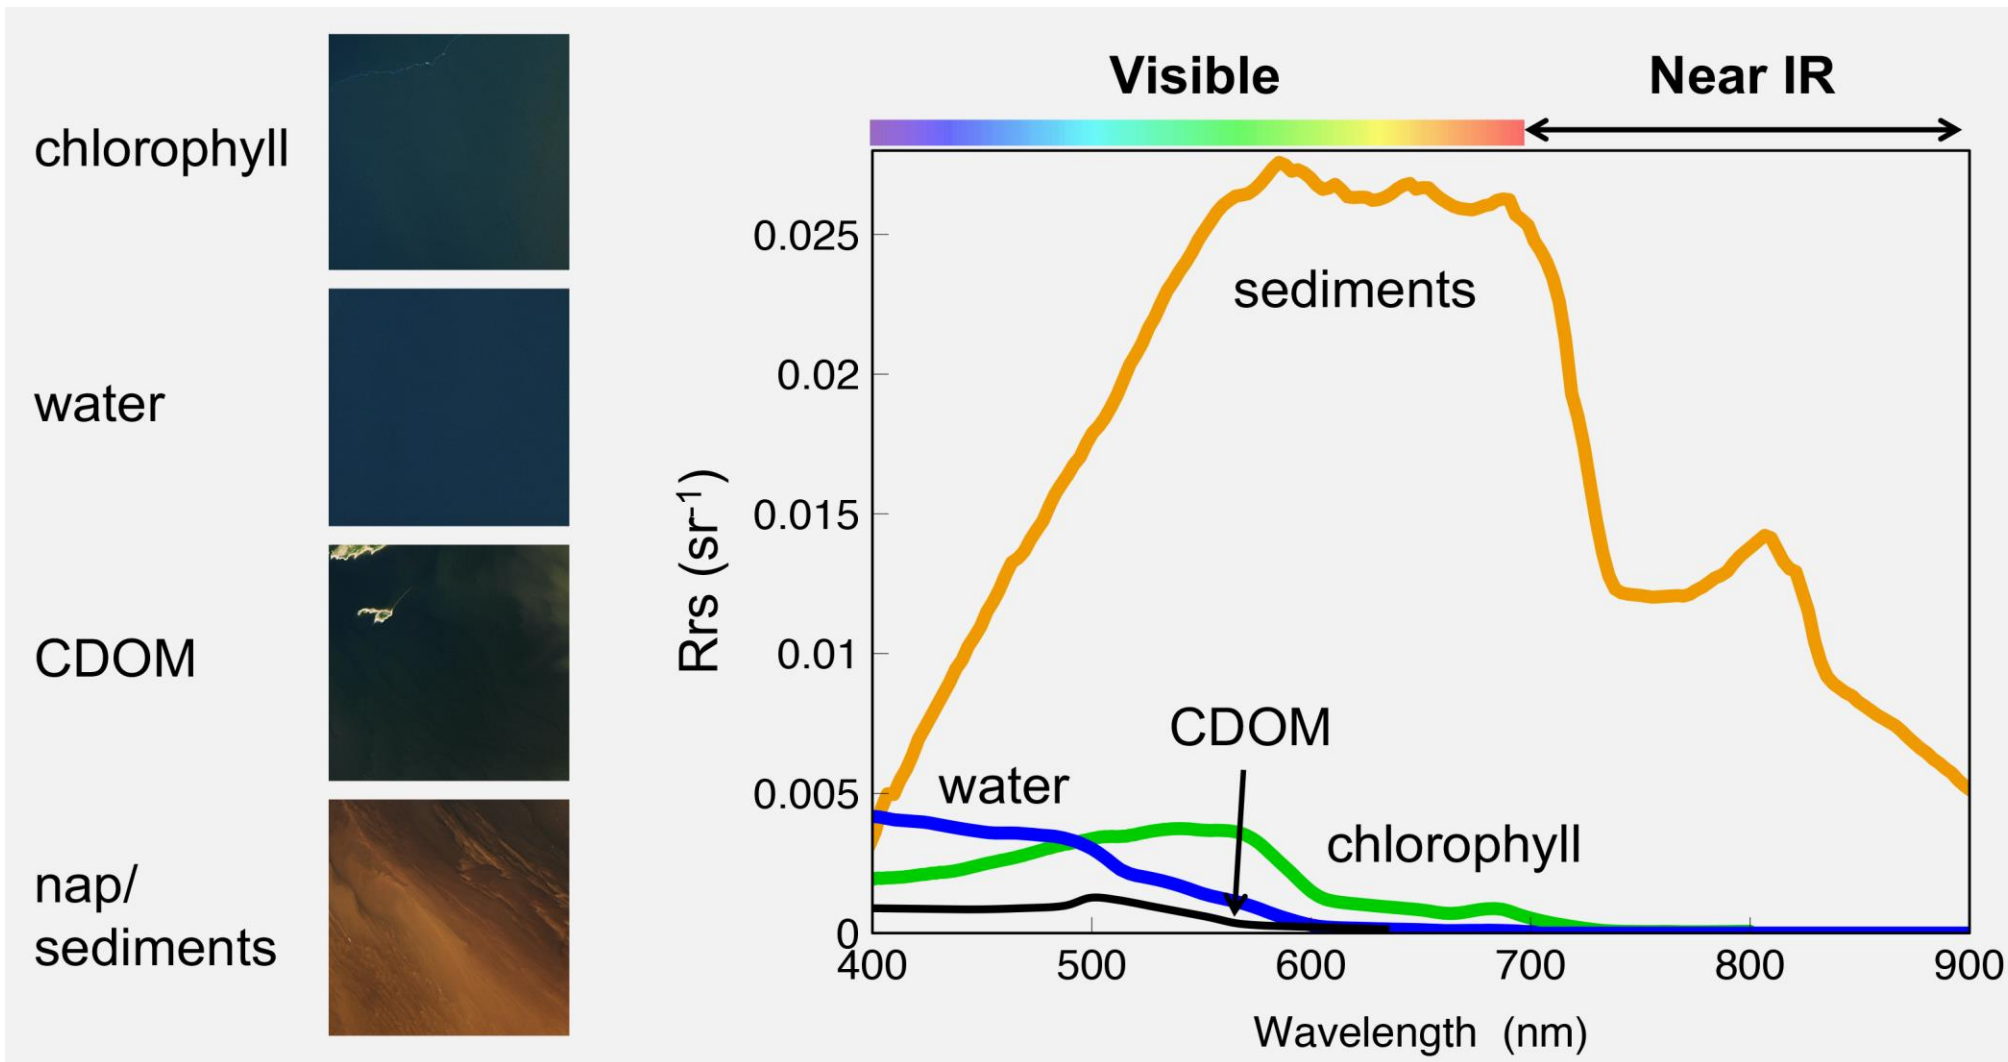 chlorophyll
water
CDOM
nap/
sediments
Visible
Near IR
0.025
0.02
0.015
0.01
0.005
0
Rrs (sr⁻¹)
sediments
CDOM
water
chlorophyll
400 500 600 700 800 900
Wavelength (nm)